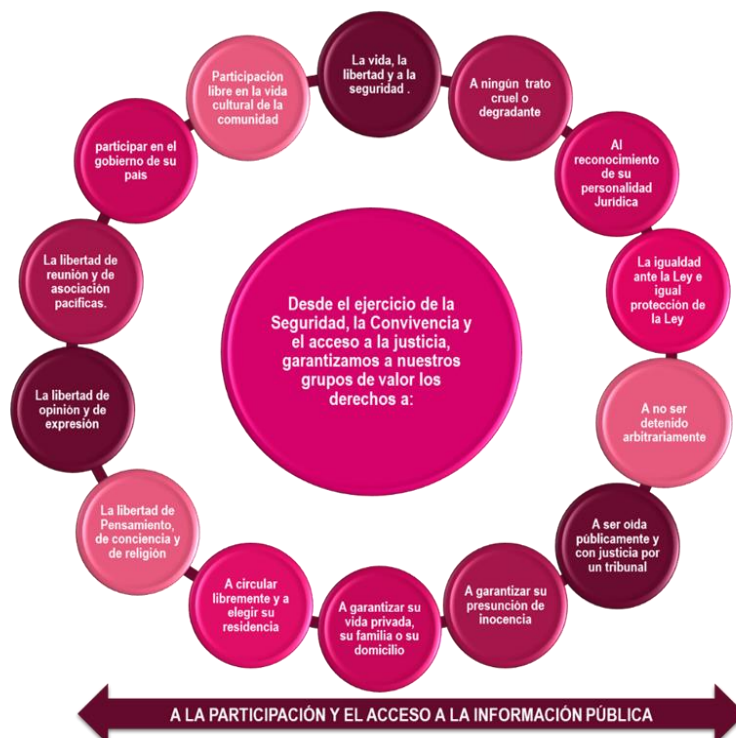 La vida, la
libertad y a la
seguridad .
A ningún trato
cruel o
degradante
Al
reconocimiento
de su
personalidad
Jurídica
La igualdad
ante la Ley e
igual
protección de
la Ley
A no ser
detenido
arbitrariamente
A ser oída
públicamente y
con justicia por
un tribunal
A garantizar su
presunción de
inocencia
A garantizar su
vida privada,
su familia o su
domicilio
A circular
libremente y a
elegir su
residencia
La libertad de
Pensamiento,
de conciencia y
de religión
La libertad de
opinión y de
expresión
La libertad de
reunión y de
asociación
pacíficas.
participar en el
gobierno de su
país
Participación
libre en la vida
cultural de la
comunidad
Desde el ejercicio de la
Seguridad, la Convivencia y
el acceso a la justicia,
garantizamos a nuestros
grupos de valor los
derechos a:
A LA PARTICIPACIÓN Y EL ACCESO A LA INFORMACIÓN PÚBLICA